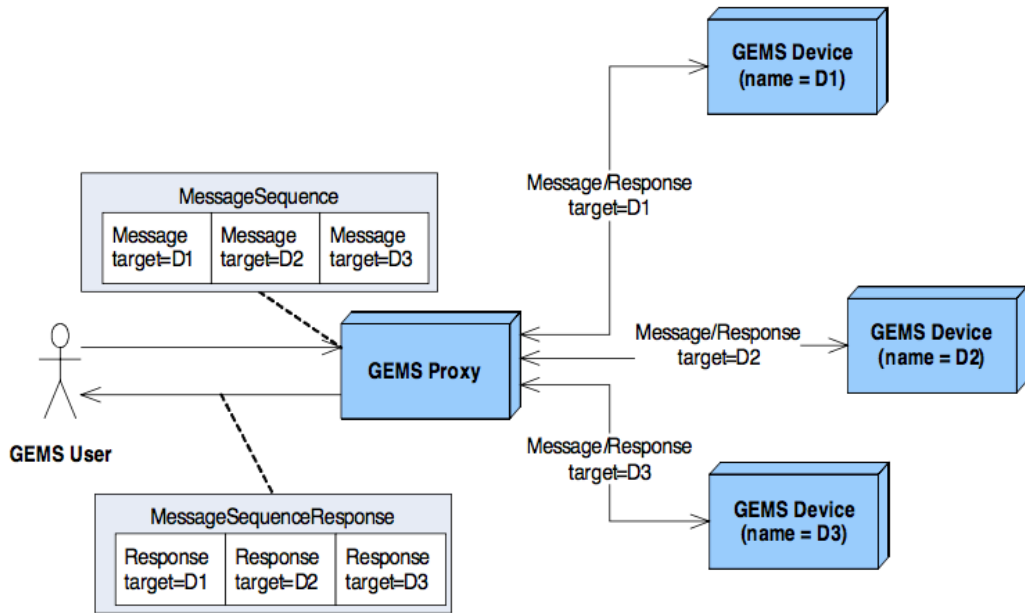 GEMS Device
(name = D1)
Message/Response
target=D1
MessageSequence
Message
target=D1
Message
target=D2
Message
target=D3
GEMS Proxy
Message/Response
target=D2
GEMS Device
(name = D2)
GEMS User
Message/Response
target=D3
GEMS Device
(name = D3)
MessageSequenceResponse
Response
target=D1
Response
target=D2
Response
target=D3